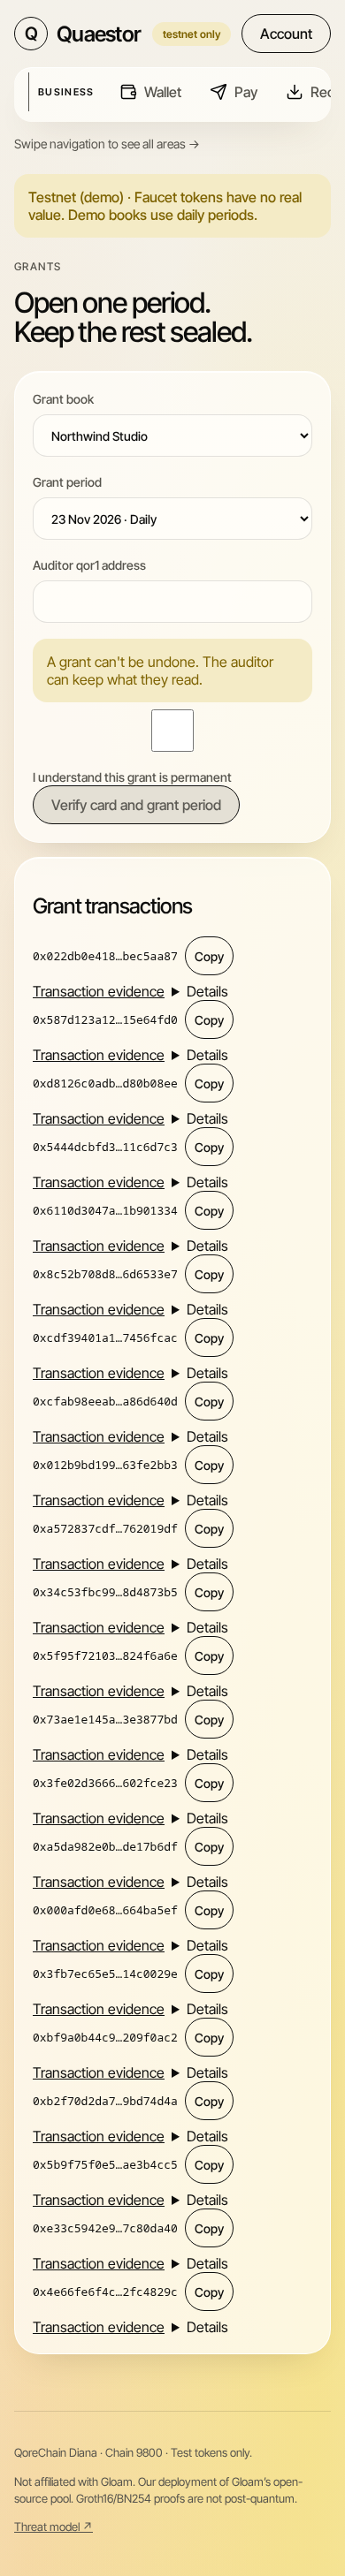 Q Quaestor testnet only Account
BUSINESS Wallet Pay Rec
Swipe navigation to see all areas →
Testnet (demo) · Faucet tokens have no real
value. Demo books use daily periods.
GRANTS
Open one period.
Keep the rest sealed.
Grant book
Northwind Studio
Grant period
23 Nov 2026 · Daily
Auditor qor1 address
A grant can't be undone. The auditor
can keep what they read.
I understand this grant is permanent
Verify card and grant period
Grant transactions
0x022db0e418…bec5aa87 Copy
Transaction evidence ▶ Details
0x587d123a12…15e64fd0 Copy
Transaction evidence ▶ Details
0xd8126c0adb…d80b08ee Copy
Transaction evidence ▶ Details
0x5444dcbfd3…11c6d7c3 Copy
Transaction evidence ▶ Details
0x6110d3047a…1b901334 Copy
Transaction evidence ▶ Details
0x8c52b708d8…6d6533e7 Copy
Transaction evidence ▶ Details
0xcdf39401a1…7456fcac Copy
Transaction evidence ▶ Details
0xcfab98eeab…a86d640d Copy
Transaction evidence ▶ Details
0x012b9bd199…63fe2bb3 Copy
Transaction evidence ▶ Details
0xa572837cdf…762019df Copy
Transaction evidence ▶ Details
0x34c53fbc99…8d4873b5 Copy
Transaction evidence ▶ Details
0x5f95f72103…824f6a6e Copy
Transaction evidence ▶ Details
0x73ae1e145a…3e3877bd Copy
Transaction evidence ▶ Details
0x3fe02d3666…602fce23 Copy
Transaction evidence ▶ Details
0xa5da982e0b…de17b6df Copy
Transaction evidence ▶ Details
0x000afd0e68…664ba5ef Copy
Transaction evidence ▶ Details
0x3fb7ec65e5…14c0029e Copy
Transaction evidence ▶ Details
0xbf9a0b44c9…209f0ac2 Copy
Transaction evidence ▶ Details
0xb2f70d2da7…9bd74d4a Copy
Transaction evidence ▶ Details
0x5b9f75f0e5…ae3b4cc5 Copy
Transaction evidence ▶ Details
0xe33c5942e9…7c80da40 Copy
Transaction evidence ▶ Details
0x4e66fe6f4c…2fc4829c Copy
Transaction evidence ▶ Details
QoreChain Diana · Chain 9800 · Test tokens only.
Not affiliated with Gloam. Our deployment of Gloam's open-
source pool. Groth16/BN254 proofs are not post-quantum.
Threat model ↗